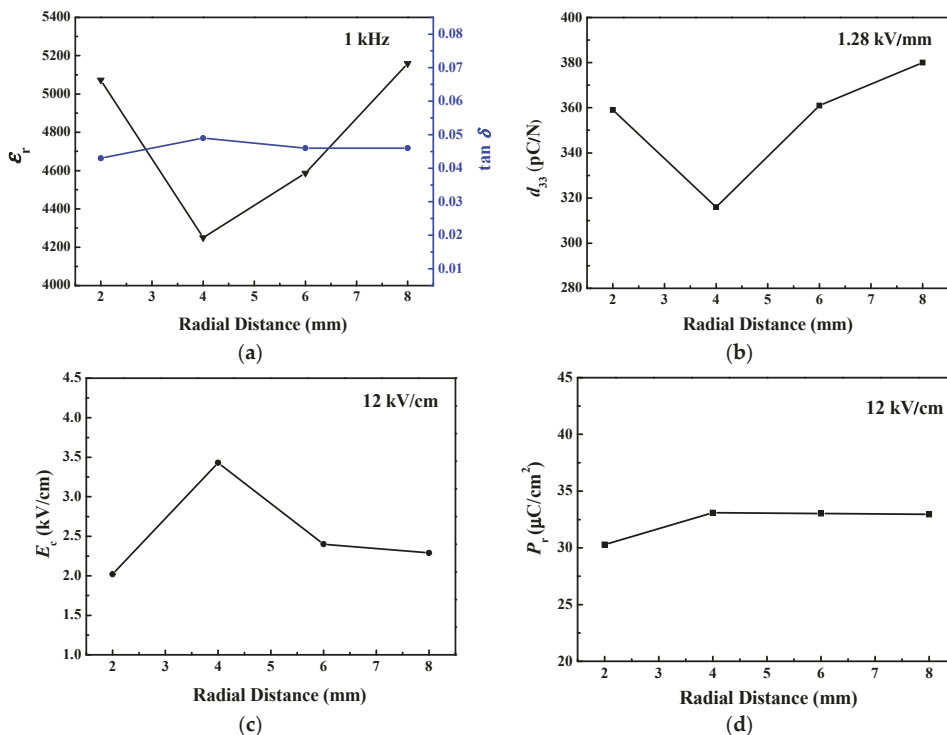 5400
5200
5000
4800
4600
4400
4200
4000
εr
1 kHz
0.08
0.07
0.06
0.05
0.04
0.03
0.02
0.01
tan δ
2 3 4 5 6 7 8
Radial Distance (mm)
(a)
400
380
360
340
320
300
280
d33 (pC/N)
1.28 kV/mm
2 3 4 5 6 7 8
Radial Distance (mm)
(b)
4.5
4.0
3.5
3.0
2.5
2.0
1.5
1.0
Ec (kV/cm)
12 kV/cm
2 3 4 5 6 7 8
Radial Distance (mm)
(c)
45
40
35
30
25
20
Pr (μC/cm²)
12 kV/cm
2 3 4 5 6 7 8
Radial Distance (mm)
(d)